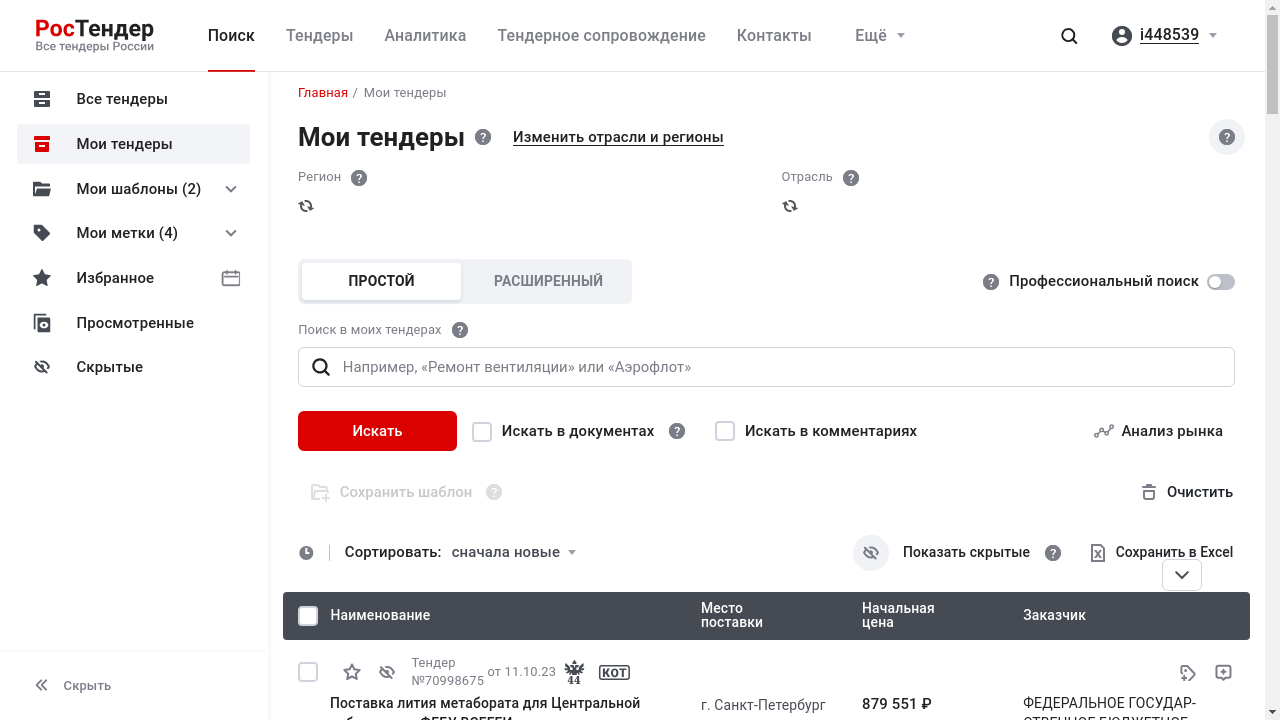 РосТендер
Все тендеры России
Поиск
Тендеры
Аналитика
Тендерное сопровождение
Контакты
Ещё
i448539
Все тендеры
Мои тендеры
Мои шаблоны (2)
Мои метки (4)
Избранное
Просмотренные
Скрытые
Скрыть
Главная / Мои тендеры
Мои тендеры ?
Изменить отрасли и регионы
?
Регион ?
Отрасль ?
ПРОСТОЙ
РАСШИРЕННЫЙ
? Профессиональный поиск
Поиск в моих тендерах ?
Например, «Ремонт вентиляции» или «Аэрофлот»
Искать
Искать в документах ?
Искать в комментариях
Анализ рынка
Сохранить шаблон ?
Очистить
Сортировать: сначала новые
Показать скрытые ?
Сохранить в Excel
Наименование
Место
поставки
Начальная
цена
Заказчик
Тендер
№70998675
от 11.10.23
44
КОТ
Поставка лития метабората для Центральной
г. Санкт-Петербург
879 551 ₽
ФЕДЕРАЛЬНОЕ ГОСУДАР-